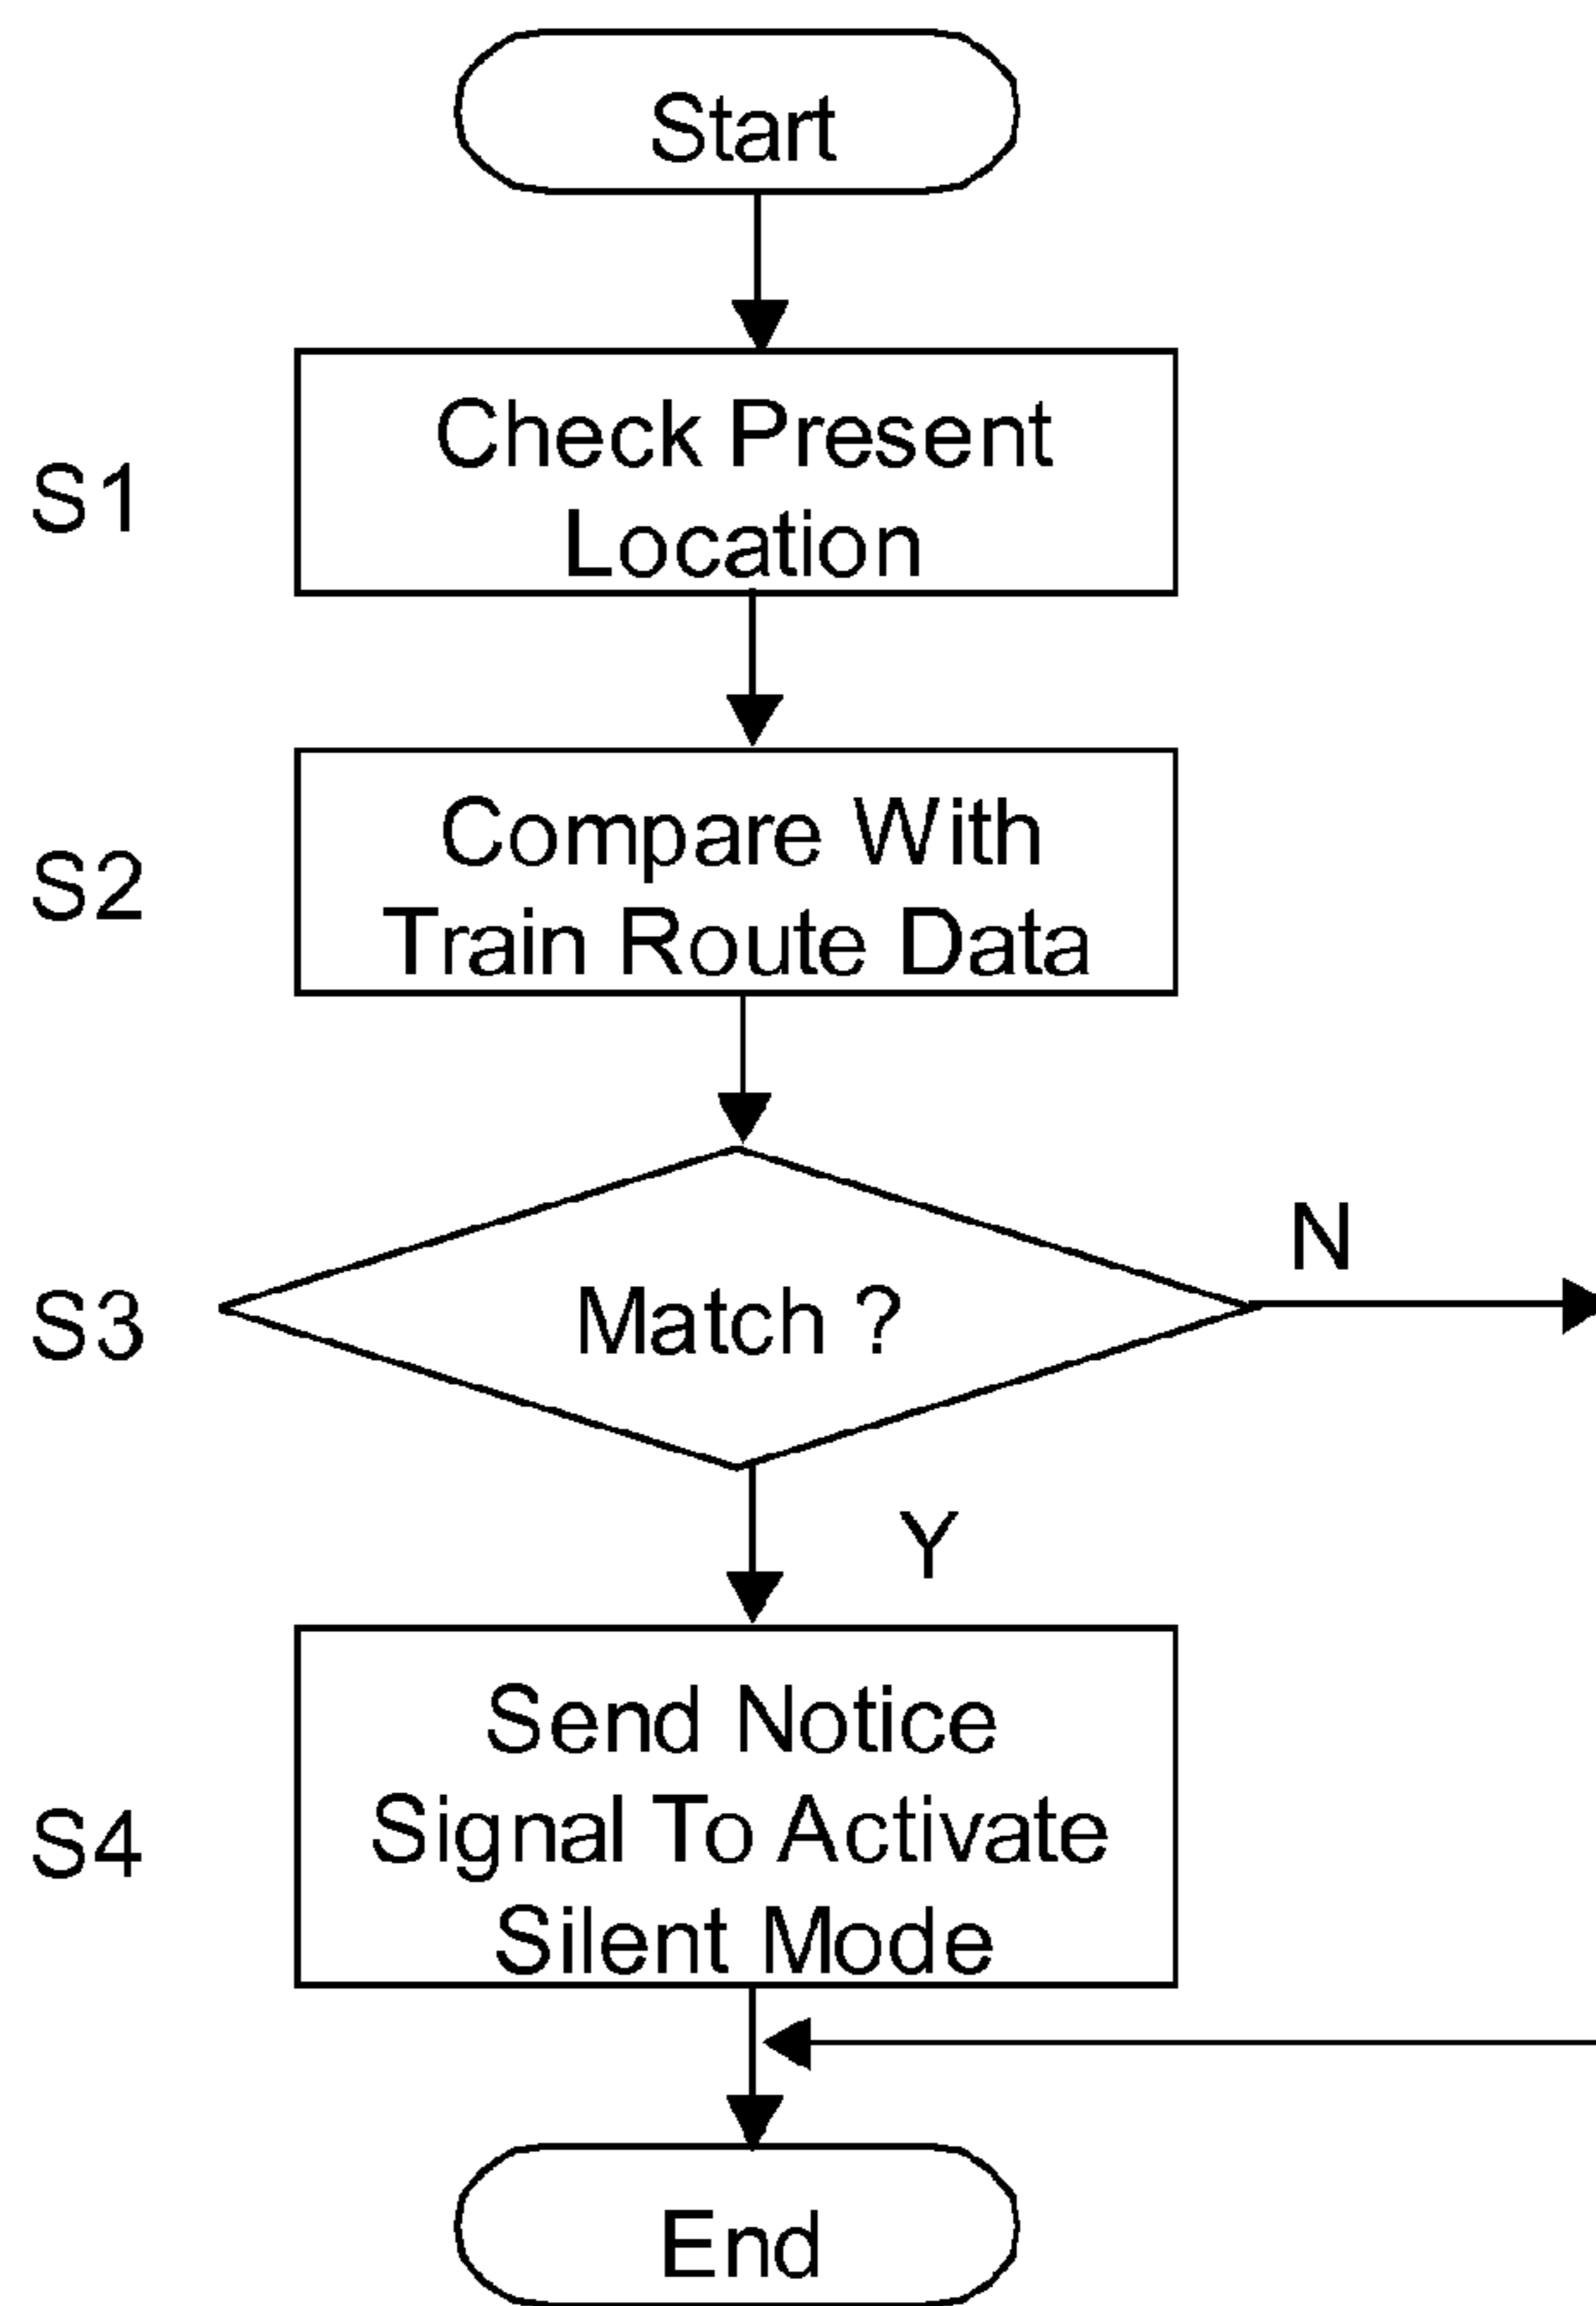 Start
S1
Check Present
Location
S2
Compare With
Train Route Data
S3
Match ?
N
Y
S4
Send Notice
Signal To Activate
Silent Mode
End